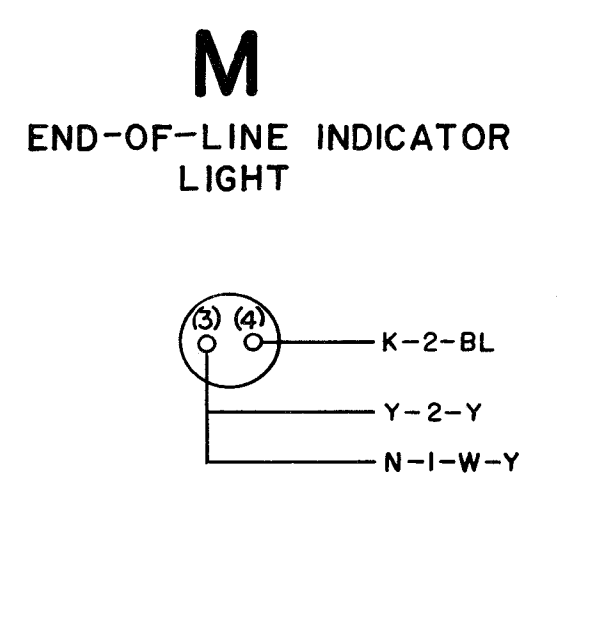 M
END-OF-LINE INDICATOR
LIGHT
(3) (4)
K-2-BL
Y-2-Y
N-1-W-Y